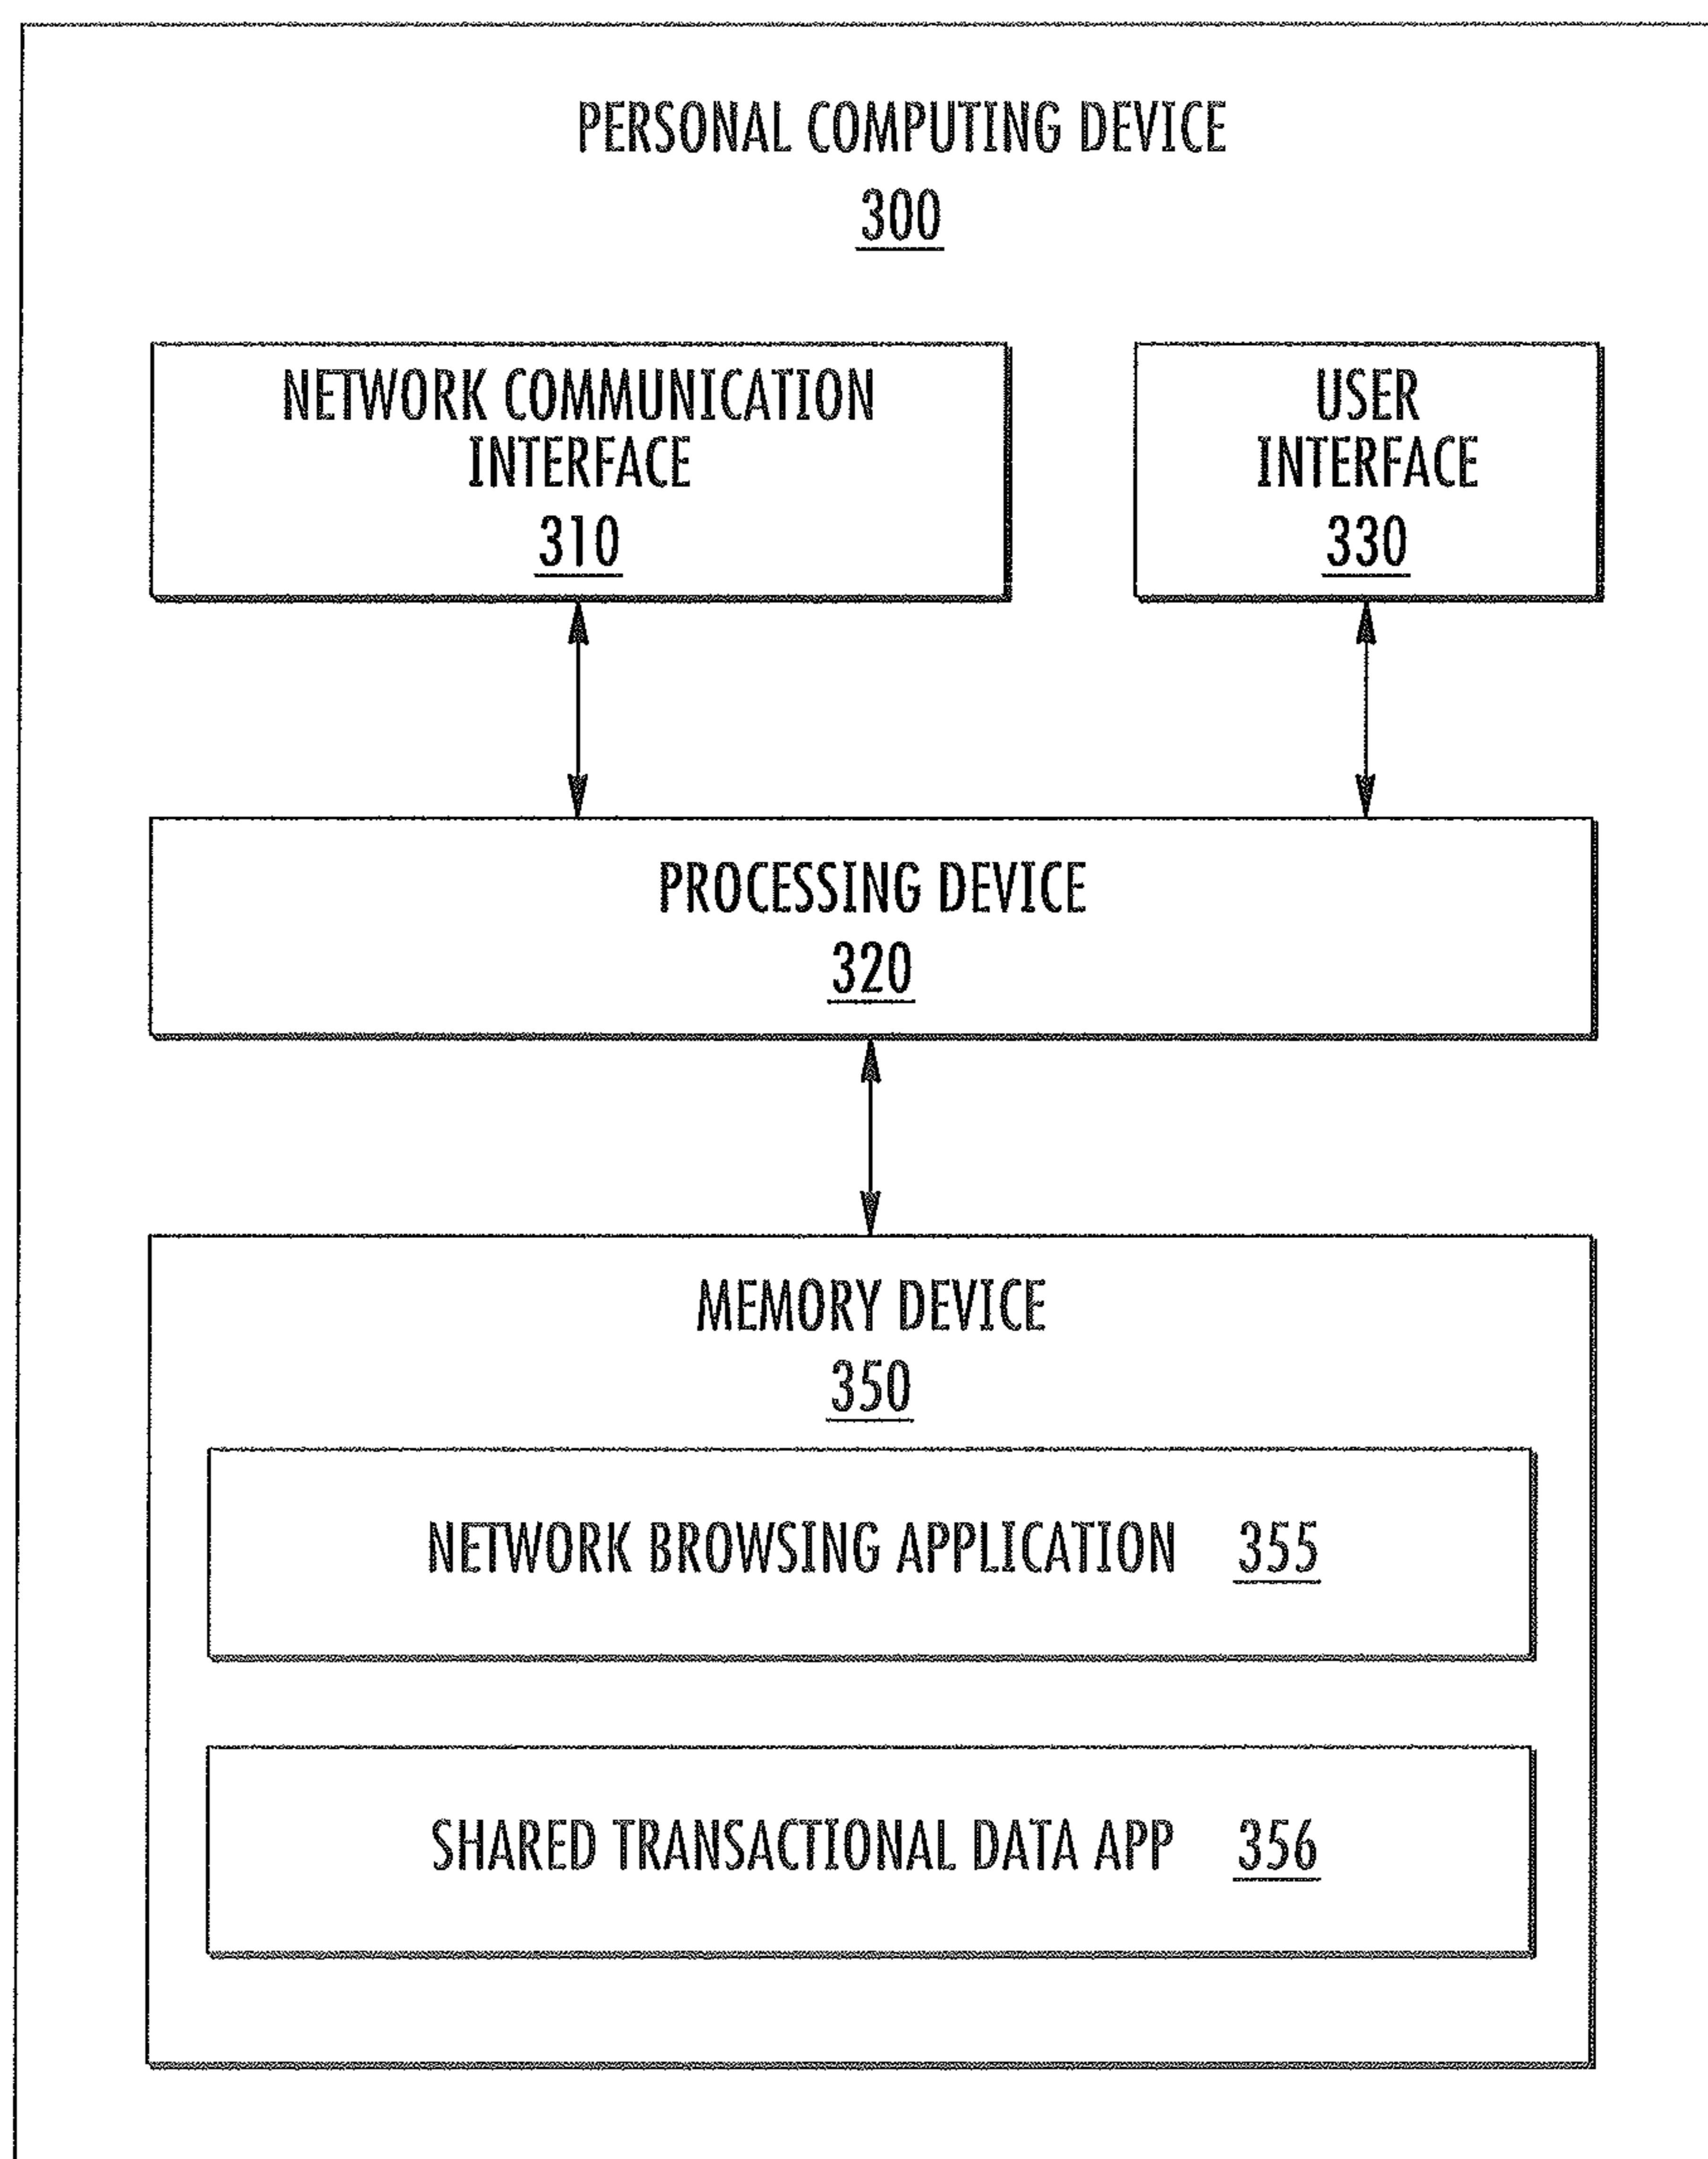 PERSONAL COMPUTING DEVICE
300
NETWORK COMMUNICATION
INTERFACE
310
USER
INTERFACE
330
PROCESSING DEVICE
320
MEMORY DEVICE
350
NETWORK BROWSING APPLICATION 355
SHARED TRANSACTIONAL DATA APP 356